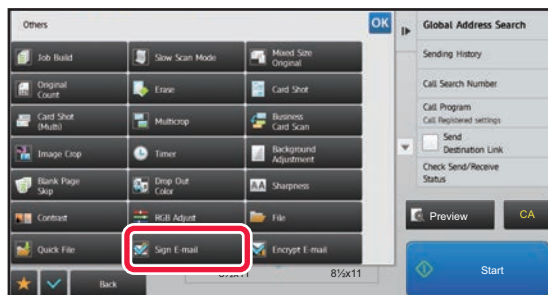 Others
OK
Job Build
Slow Scan Mode
Mixed Size
Original
Original
Count
Erase
Card Shot
Card Shot
(Multi)
Multicrop
Business
Card Scan
Image Crop
Timer
Background
Adjustment
Blank Page
Skip
Drop Out
Color
AA
Sharpness
Contrast
RGB Adjust
File
Quick File
Sign E-mail
Encrypt E-mail
Back
8½x11
8½x11
Global Address Search
Sending History
Call Search Number
Call Program
Call Registered settings
Send
Destination Link
Check Send/Receive
Status
Preview
CA
Start